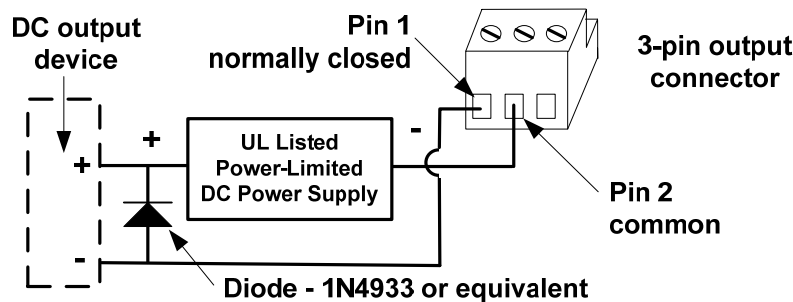 DC output
device
Pin 1
normally closed
3-pin output
connector
+
-
+
UL Listed
Power-Limited
DC Power Supply
Pin 2
common
-
Diode - 1N4933 or equivalent